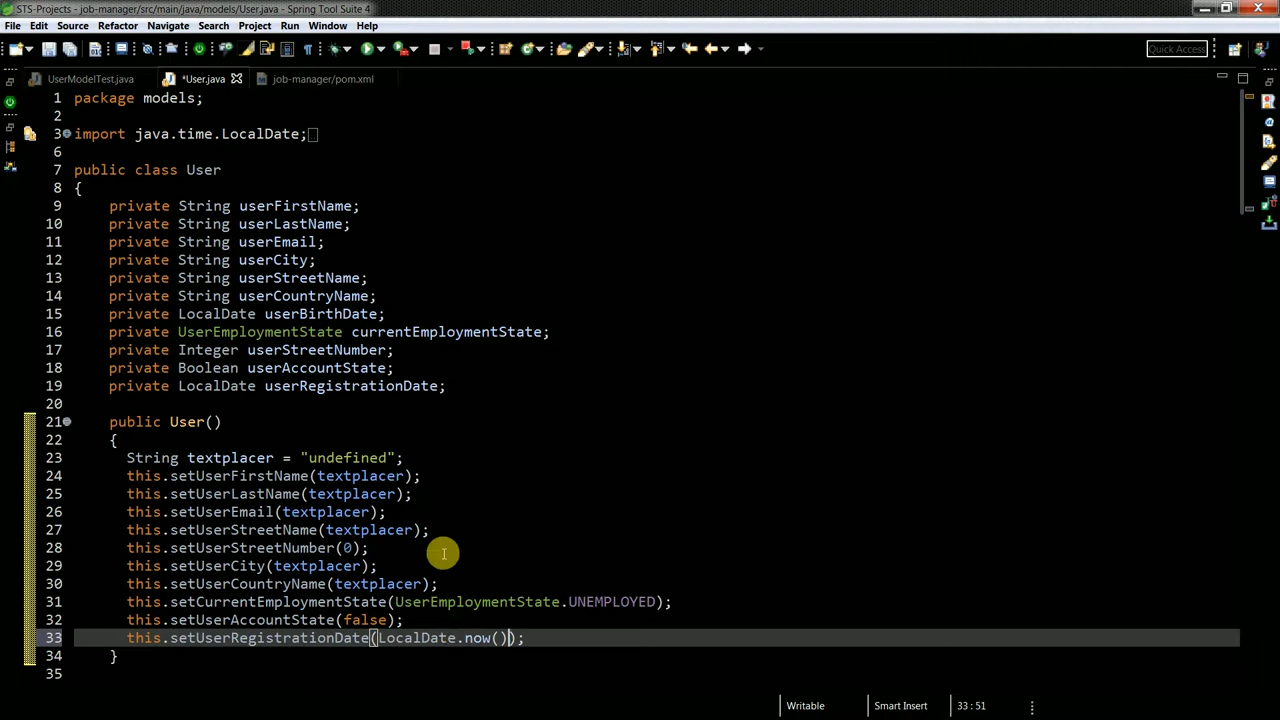 STS-Projects - job-manager/src/main/java/models/User.java - Spring Tool Suite 4
File Edit Source Refactor Navigate Search Project Run Window Help
Quick Access
UserModelTest.java *User.java job-manager/pom.xml
1 package models;
2
3 import java.time.LocalDate;
6
7 public class User
8 {
9 private String userFirstName;
10 private String userLastName;
11 private String userEmail;
12 private String userCity;
13 private String userStreetName;
14 private String userCountryName;
15 private LocalDate userBirthDate;
16 private UserEmploymentState currentEmploymentState;
17 private Integer userStreetNumber;
18 private Boolean userAccountState;
19 private LocalDate userRegistrationDate;
20
21 public User()
22 {
23 String textplacer = "undefined";
24 this.setUserFirstName(textplacer);
25 this.setUserLastName(textplacer);
26 this.setUserEmail(textplacer);
27 this.setUserStreetName(textplacer);
28 this.setUserStreetNumber(0);
29 this.setUserCity(textplacer);
30 this.setUserCountryName(textplacer);
31 this.setCurrentEmploymentState(UserEmploymentState.UNEMPLOYED);
32 this.setUserAccountState(false);
33 this.setUserRegistrationDate(LocalDate.now());
34 }
35
Writable Smart Insert 33 : 51